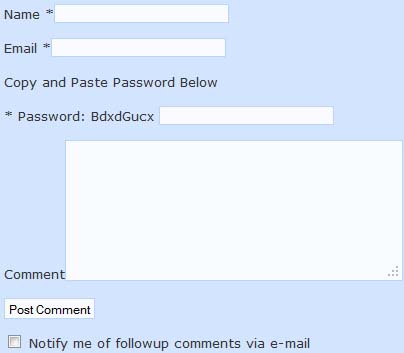 Name *
Email *
Copy and Paste Password Below
* Password: BdxdGucx
Comment
Post Comment
Notify me of followup comments via e-mail